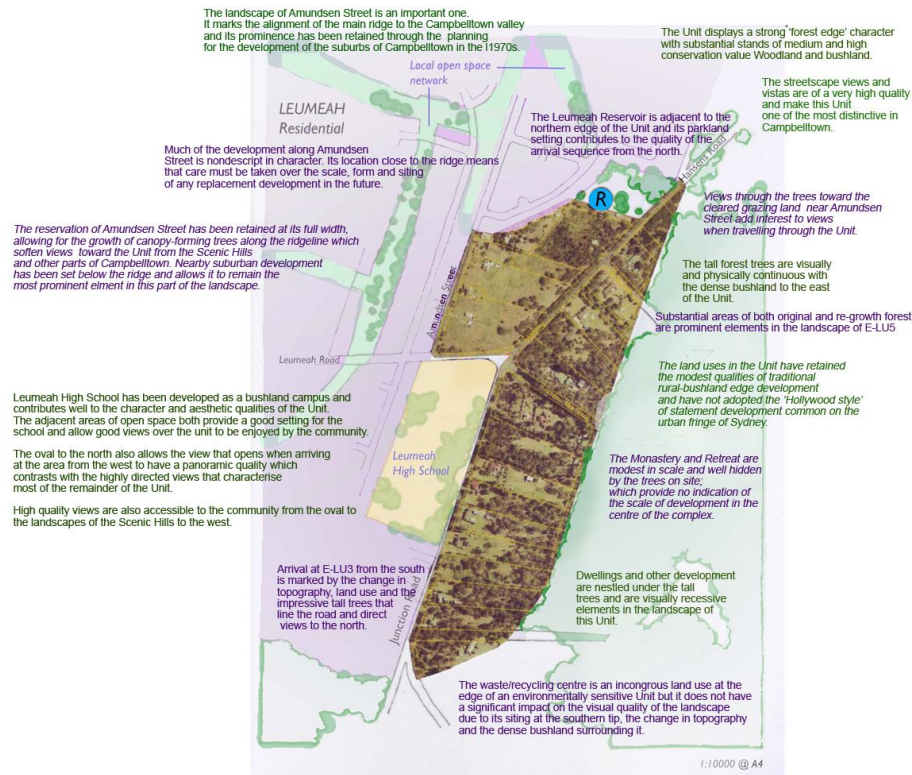 The landscape of Amundsen Street is an important one.
It marks the alignment of the main ridge to the Campbelltown valley
and its prominence has been retained through the planning
for the development of the suburbs of Campbelltown in the i1970s.
The Unit displays a strong 'forest edge' character
with substantial stands of medium and high
conservation value Woodland and bushland.
Local open space
network
The streetscape views and
vistas are of a very high quality
and make this Unit
one of the most distinctive in
Campbelltown.
LEUMEAH
Residential
The Leumeah Reservoir is adjacent to the
northern edge of the Unit and its parkland
setting contributes to the quality of the
arrival sequence from the north.
Hansens Road
Much of the development along Amundsen
Street is nondescript in character. Its location close to the ridge means
that care must be taken over the scale, form and siting
of any replacement development in the future.
R
Views through the trees toward the
cleared grazing land near Amundsen
Street add interest to views
when travelling through the Unit.
The reservation of Amundsen Street has been retained at its full width,
allowing for the growth of canopy-forming trees along the ridgeline which
soften views toward the Unit from the Scenic Hills
and other parts of Campbelltown. Nearby suburban development
has been set below the ridge and allows it to remain the
most prominent elment in this part of the landscape.
Amundsen Street
The tall forest trees are visually
and physically continuous with
the dense bushland to the east
of the Unit.
Substantial areas of both original and re-growth forest
are prominent elements in the landscape of E-LU5
Leumeah Road
The land uses in the Unit have retained
the modest qualities of traditional
rural-bushland edge development
and have not adopted the 'Hollywood style'
of statement development common on the
urban fringe of Sydney.
Leumeah High School has been developed as a bushland campus and
contributes well to the character and aesthetic qualities of the Unit.
The adjacent areas of open space both provide a good setting for the
school and allow good views over the unit to be enjoyed by the community.
The oval to the north also allows the view that opens when arriving
at the area from the west to have a panoramic quality which
contrasts with the highly directed views that characterise
most of the remainder of the Unit.
High quality views are also accessible to the community from the oval to
the landscapes of the Scenic Hills to the west.
Leumeah
High School
The Monastery and Retreat are
modest in scale and well hidden
by the trees on site;
which provide no indication of
the scale of development in the
centre of the complex.
Arrival at E-LU3 from the south
is marked by the change in
topography, land use and the
impressive tall trees that
line the road and direct
views to the north.
Junction Road
Dwellings and other development
are nestled under the tall
trees and are visually recessive
elements in the landscape of
this Unit.
The waste/recycling centre is an incongrous land use at the
edge of an environmentally sensitive Unit but it does not have
a significant impact on the visual quality of the landscape
due to its siting at the southern tip, the change in topography
and the dense bushland surrounding it.
1:10000 @ A4